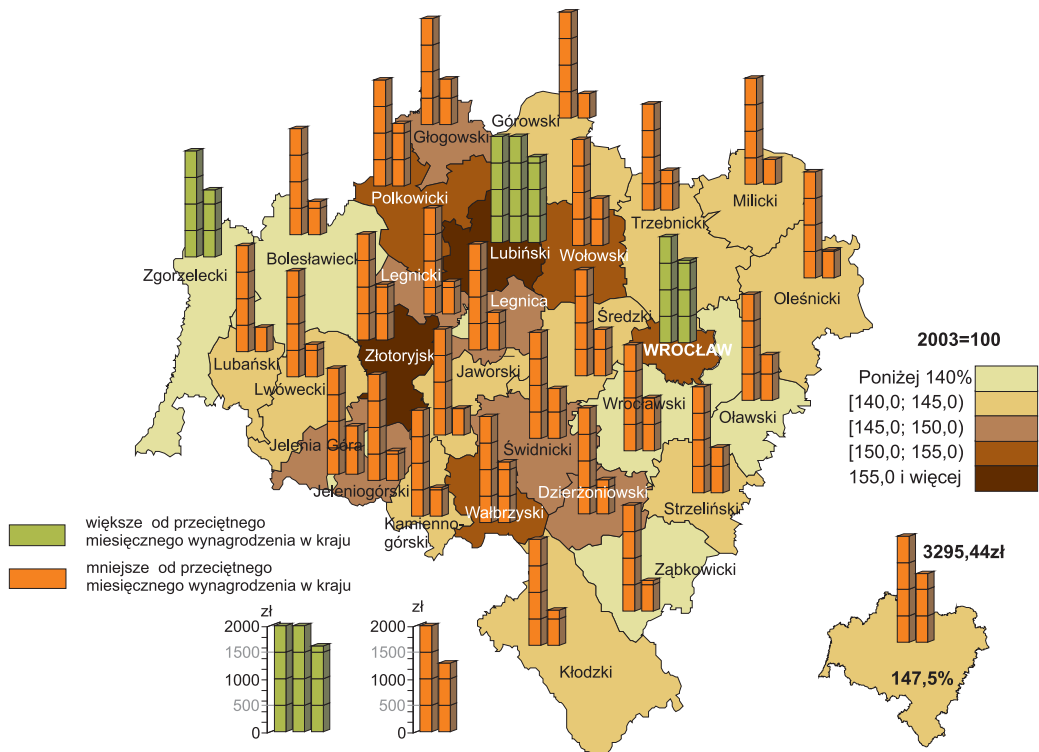 Głogowski
Górowski
Polkowicki
Milicki
Trzebnicki
Bolesławiecki
Legnicki
Lubiński
Wołowski
Zgorzelecki
Oleśnicki
Legnica
Średzki
2003=100
Lubański
Złotoryjsk
WROCŁAW
Lwówecki
Jaworski
Poniżej 140%
[140,0; 145,0)
[145,0; 150,0)
[150,0; 155,0)
155,0 i więcej
Wrocławski
Oławski
Jelenia Góra
Świdnicki
Jeleniogórski
Dzierżoniowski
Wałbrzyski
Strzeliński
Kamienno-
górski
większe od przeciętnego
miesięcznego wynagrodzenia w kraju
mniejsze od przeciętnego
miesięcznego wynagrodzenia w kraju
Ząbkowicki
3295,44zł
147,5%
Kłodzki
zł
2000
1500
1000
500
0
zł
2000
1500
1000
500
0